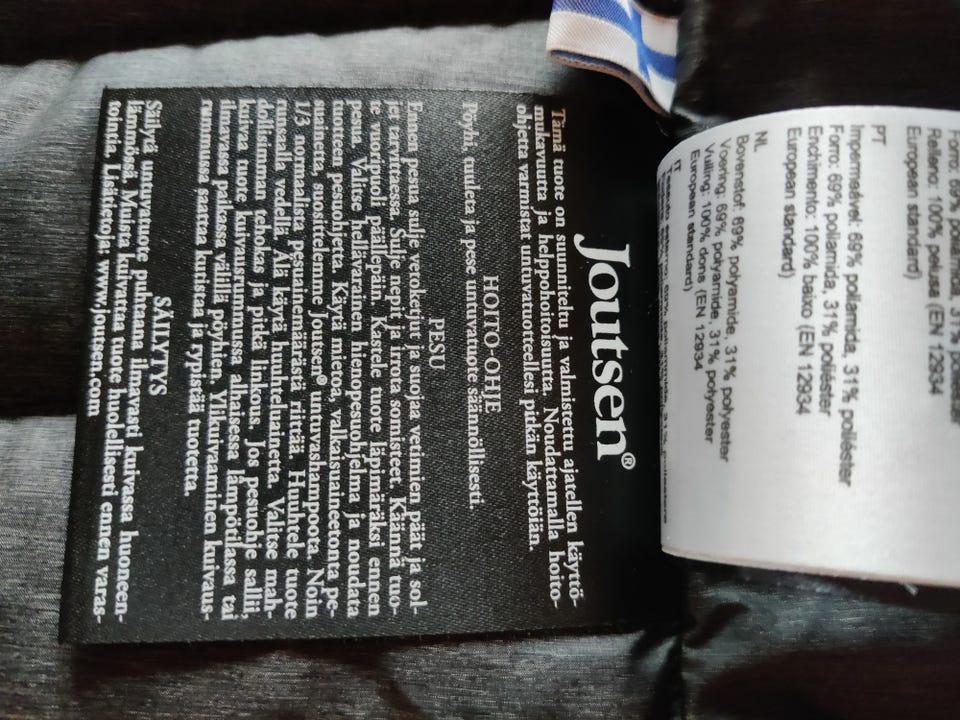 Forro: 69% poliamida, 31% poliéster
Relleno: 100% pelusa (EN 12934
European standard)
PT
Impermeável: 69% poliamida, 31% poliéster
Forro: 69% poliamida, 31% poliéster
Enchimento: 100% baixo (EN 12934
European standard)
NL
Bovenstof: 69% polyamide, 31% polyester
Voering: 69% polyamide, 31% polyester
Vulling: 100% dons (EN 12934
European standard)
IT
Joutsen®
Tämä tuote on suunniteltu ja valmistettu ajatellen käyttö-
mukavuutta ja helppohoitoisuutta. Noudattamalla hoito-
ohjetta varmistat untuvatuotteellesi pitkän käyttöiän.
HOITO-OHJE
Pöyhi, tuuleta ja pese untuvatuote säännöllisesti.
PESU
Ennen pesua sulje vetoketjut ja suojaa vetimien päät ja sol-
jet tarvittaessa. Sulje nepit ja irrota somisteet. Käännä tuo-
te vuoripuoli päällepäin. Kastele tuote läpimäräksi ennen
pesua. Valitse hellävarainen hienopesuohjelma ja noudata
tuotteen pesuohjetta. Käytä mietoa, valkaisuaineetonta pe-
suainetta, suosittelemme Joutsen® untuvashampoota. Noin
1/3 normaalista pesuainemäärästä riittää. Huuhtele tuote
runsaalla vedellä. Älä käytä huuhteluainetta. Valitse mah-
dollisimman tehokas ja pitkä linkous. Jos pesuohje sallii,
kuivaa tuote kuivausrummussa alhaisessa lämpötilassa tai
ilmavassa paikassa välillä pöyhien. Ylikuivaaminen kuivaus-
rummussa saattaa kutistaa ja rypistää tuotetta.
SÄILYTYS
Säilytä untuvatuote puhtaana ilmavasti kuivassa huoneen-
lämmössä. Muista kuivattaa tuote huolellisesti ennen varas-
tointia. Lisätietoja www.joutsen.com